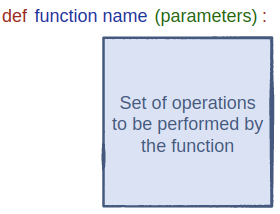 def function name (parameters) :
Set of operations
to be performed by
the function